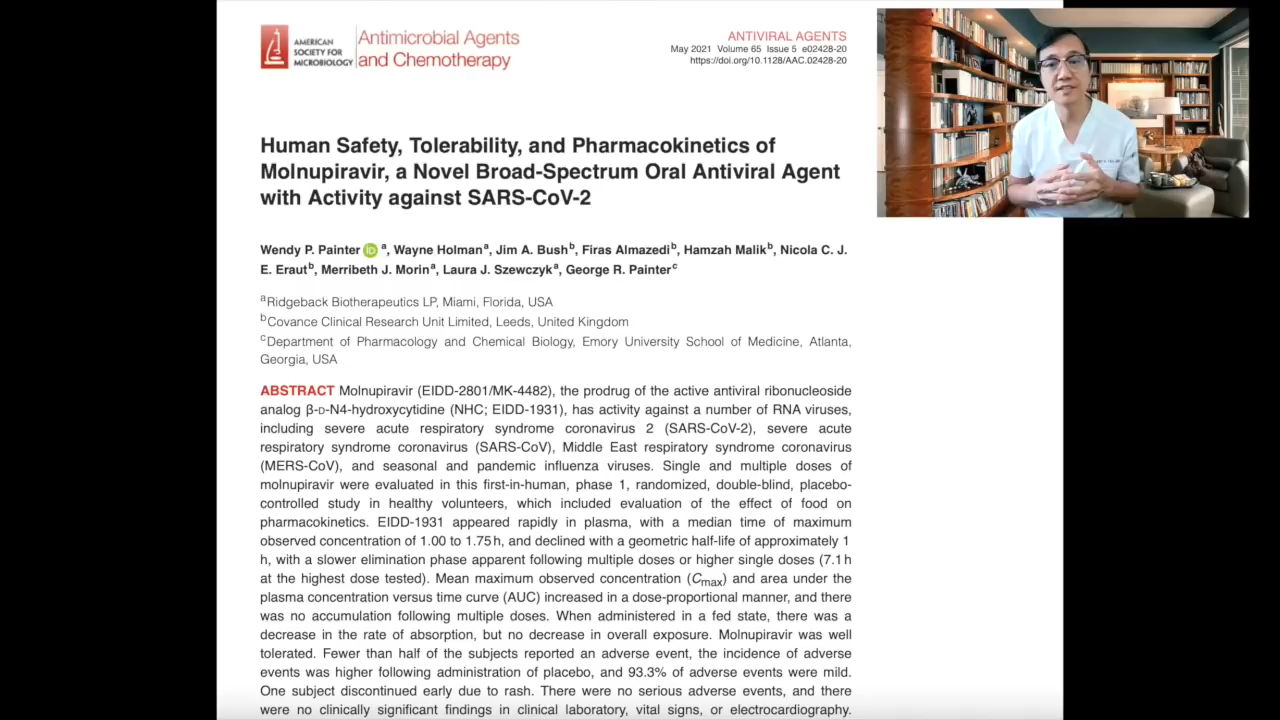 AMERICAN
SOCIETY FOR
MICROBIOLOGY
Antimicrobial Agents
and Chemotherapy
ANTIVIRAL AGENTS
May 2021 Volume 65 Issue 5 e02428-20
https://doi.org/10.1128/AAC.02428-20
Human Safety, Tolerability, and Pharmacokinetics of
Molnupiravir, a Novel Broad-Spectrum Oral Antiviral Agent
with Activity against SARS-CoV-2
Wendy P. Painter iD a, Wayne Holmana, Jim A. Bushb, Firas Almazedib, Hamzah Malikb, Nicola C. J.
E. Erautb, Merribeth J. Morina, Laura J. Szewczyka, George R. Painterc
aRidgeback Biotherapeutics LP, Miami, Florida, USA
bCovance Clinical Research Unit Limited, Leeds, United Kingdom
cDepartment of Pharmacology and Chemical Biology, Emory University School of Medicine, Atlanta,
Georgia, USA
ABSTRACT Molnupiravir (EIDD-2801/MK-4482), the prodrug of the active antiviral ribonucleoside
analog β-D-N4-hydroxycytidine (NHC; EIDD-1931), has activity against a number of RNA viruses,
including severe acute respiratory syndrome coronavirus 2 (SARS-CoV-2), severe acute
respiratory syndrome coronavirus (SARS-CoV), Middle East respiratory syndrome coronavirus
(MERS-CoV), and seasonal and pandemic influenza viruses. Single and multiple doses of
molnupiravir were evaluated in this first-in-human, phase 1, randomized, double-blind, placebo-
controlled study in healthy volunteers, which included evaluation of the effect of food on
pharmacokinetics. EIDD-1931 appeared rapidly in plasma, with a median time of maximum
observed concentration of 1.00 to 1.75 h, and declined with a geometric half-life of approximately 1
h, with a slower elimination phase apparent following multiple doses or higher single doses (7.1 h
at the highest dose tested). Mean maximum observed concentration (Cmax) and area under the
plasma concentration versus time curve (AUC) increased in a dose-proportional manner, and there
was no accumulation following multiple doses. When administered in a fed state, there was a
decrease in the rate of absorption, but no decrease in overall exposure. Molnupiravir was well
tolerated. Fewer than half of the subjects reported an adverse event, the incidence of adverse
events was higher following administration of placebo, and 93.3% of adverse events were mild.
One subject discontinued early due to rash. There were no serious adverse events, and there
were no clinically significant findings in clinical laboratory, vital signs, or electrocardiography.